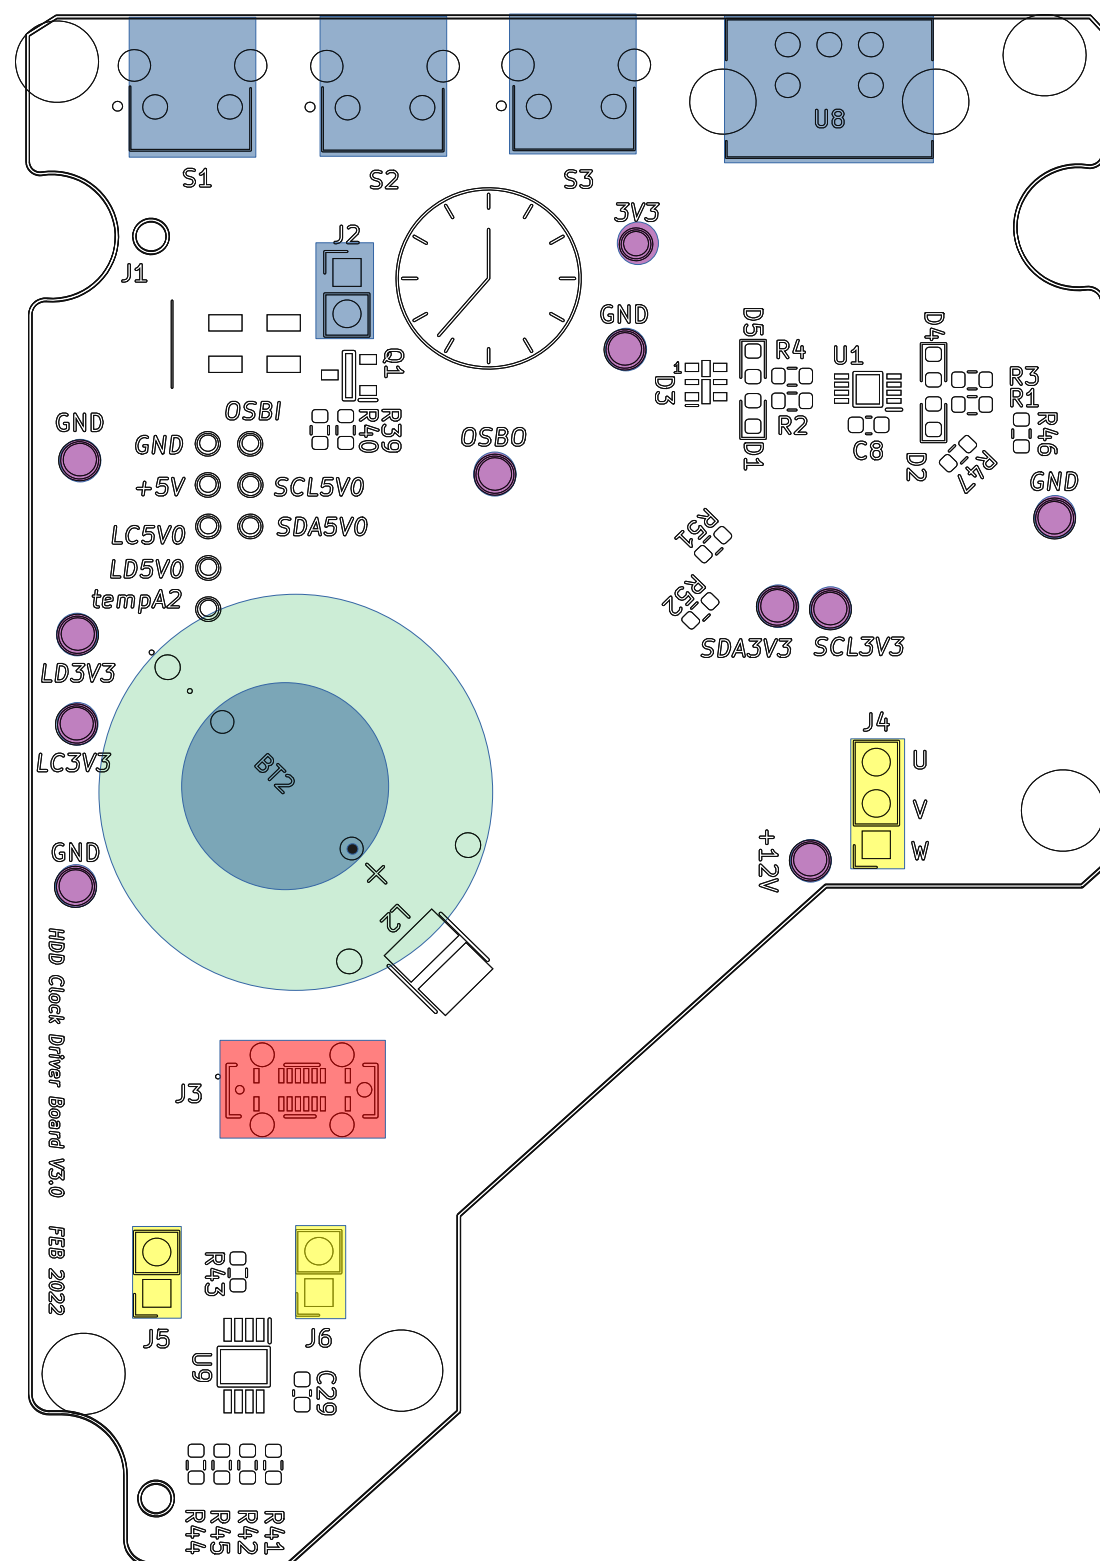 U8
S1
S2
S3
3V3
J2
J1
GND
D5
D4
R4
U1
Q1
1
D3
R3
R1
OSBI
R40
R39
GND
R2
R46
GND
OSBO
D1
C8
D2
R47
+5V
SCL5V0
GND
LC5V0
SDA5V0
R51
LD5V0
tempA2
R52
SDA3V3
SCL3V3
LD3V3
J4
LC3V3
U
BT2
V
GND
+12V
W
+
L2
HDD Clock Driver Board V3.0 FEB 2022
J3
R43
J5
J6
U9
C29
R44
R45
R42
R41